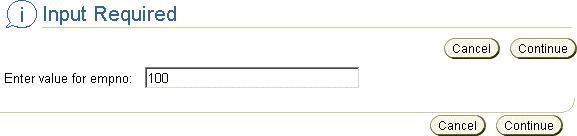 i Input Required
Cancel Continue
Enter value for empno: 100
Cancel Continue